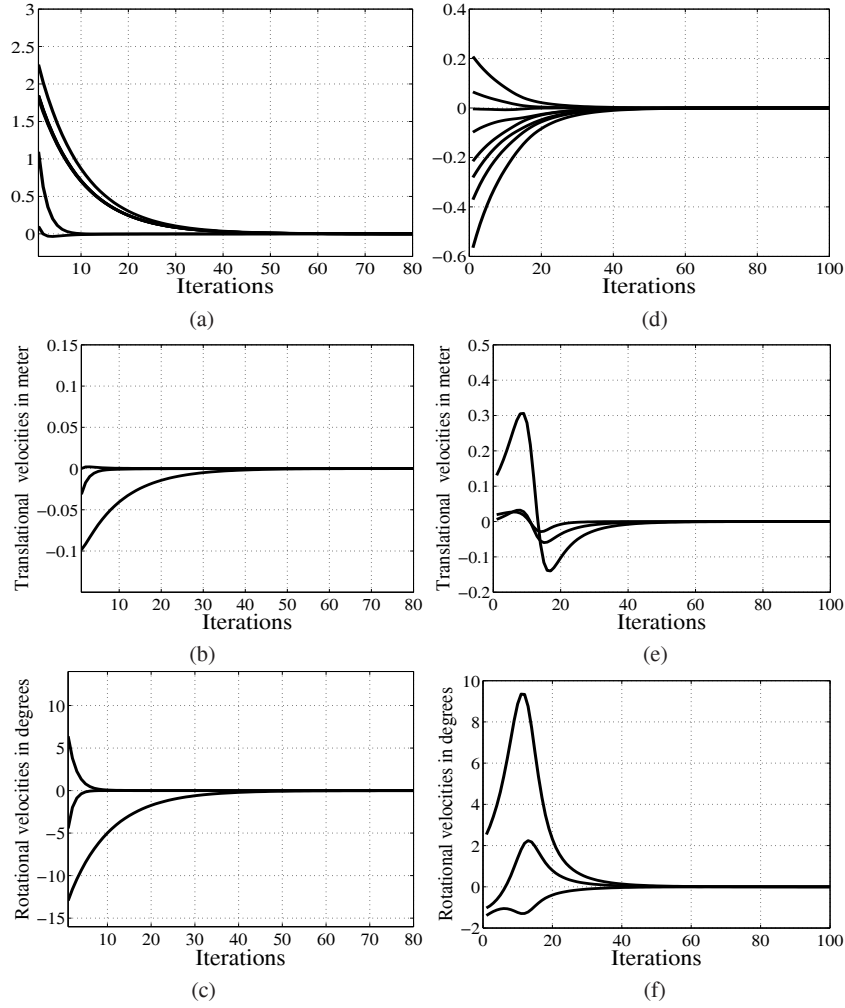 3
2.5
2
1.5
1
0.5
0
10 20 30 40 50 60 70 80
Iterations
(a)
0.4
0.2
0
−0.2
−0.4
−0.6
0 20 40 60 80 100
Iterations
(d)
Translational velocities in meter
0.15
0.1
0.05
0
−0.05
−0.1
10 20 30 40 50 60 70 80
Iterations
(b)
Translational velocities in meter
0.5
0.4
0.3
0.2
0.1
0
−0.1
−0.2
0 20 40 60 80 100
Iterations
(e)
Rotational velocities in degrees
10
5
0
−5
−10
−15
10 20 30 40 50 60 70 80
Iterations
(c)
Rotational velocities in degrees
10
8
6
4
2
0
−2
0 20 40 60 80 100
Iterations
(f)